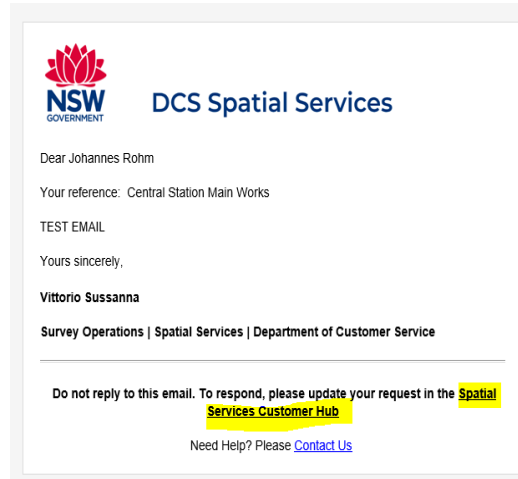 NSW
GOVERNMENT
DCS Spatial Services
Dear Johannes Rohm
Your reference: Central Station Main Works
TEST EMAIL
Yours sincerely,
Vittorio Sussanna
Survey Operations | Spatial Services | Department of Customer Service
Do not reply to this email. To respond, please update your request in the Spatial
Services Customer Hub
Need Help? Please Contact Us